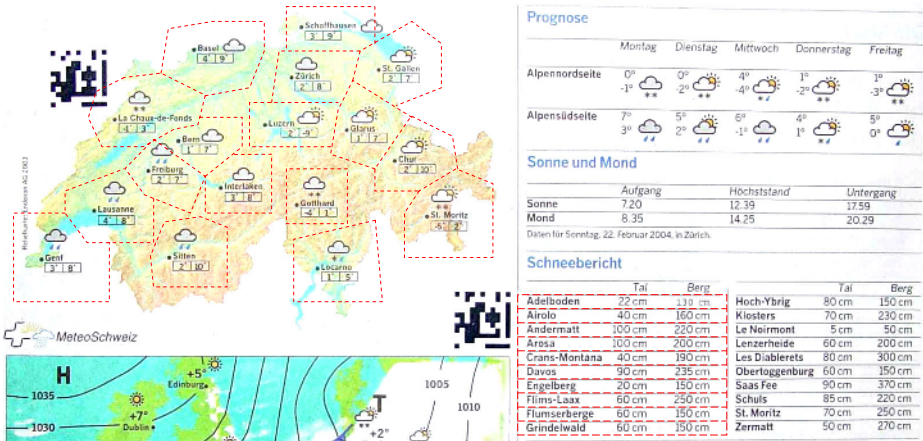 Schaffhausen
3° 9°
Basel
4° 9°
Zürich
2° 8°
St. Gallen
2° 7°
La Chaux-de-Fonds
-1° 3°
Luzern
2° -9°
Glarus
3° 7°
Bern
1° 7°
Chur
2° 10°
Freiburg
2° 7°
Interlaken
3° 8°
Gotthard
-4° 1°
Lausanne
4° 8°
St. Moritz
-5° 2°
Genf
3° 8°
Sitten
2° 10°
Locarno
1° 5°
MeteoSchweiz
H
+5°
Edinburg
1035
+7°
1030
Dublin
T
+2°
1005
1010
Prognose
Montag Dienstag Mittwoch Donnerstag Freitag
Alpennordseite 0° 0° 4° 1° 1°
-1° -2° -4° -2° -3°
Alpensüdseite 7° 5° 6° 4° 5°
3° 2° -1° 1° 0°
Sonne und Mond
Aufgang Höchststand Untergang
Sonne 7.20 12.39 17.59
Mond 8.35 14.25 20.29
Daten für Sonntag, 22. Februar 2004, in Zürich.
Schneebericht
Tal Berg Tal Berg
Adelboden 22 cm 130 cm Hoch-Ybrig 80 cm 150 cm
Airolo 40 cm 160 cm Klosters 70 cm 230 cm
Andermatt 100 cm 220 cm Le Noirmont 5 cm 50 cm
Arosa 100 cm 200 cm Lenzerheide 60 cm 200 cm
Crans-Montana 40 cm 190 cm Les Diablerets 80 cm 300 cm
Davos 90 cm 235 cm Obertoggenburg 60 cm 150 cm
Engelberg 20 cm 150 cm Saas Fee 90 cm 370 cm
Flims-Laax 60 cm 250 cm Schuls 85 cm 220 cm
Flumserberge 60 cm 150 cm St. Moritz 70 cm 250 cm
Grindelwald 60 cm 150 cm Zermatt 50 cm 270 cm